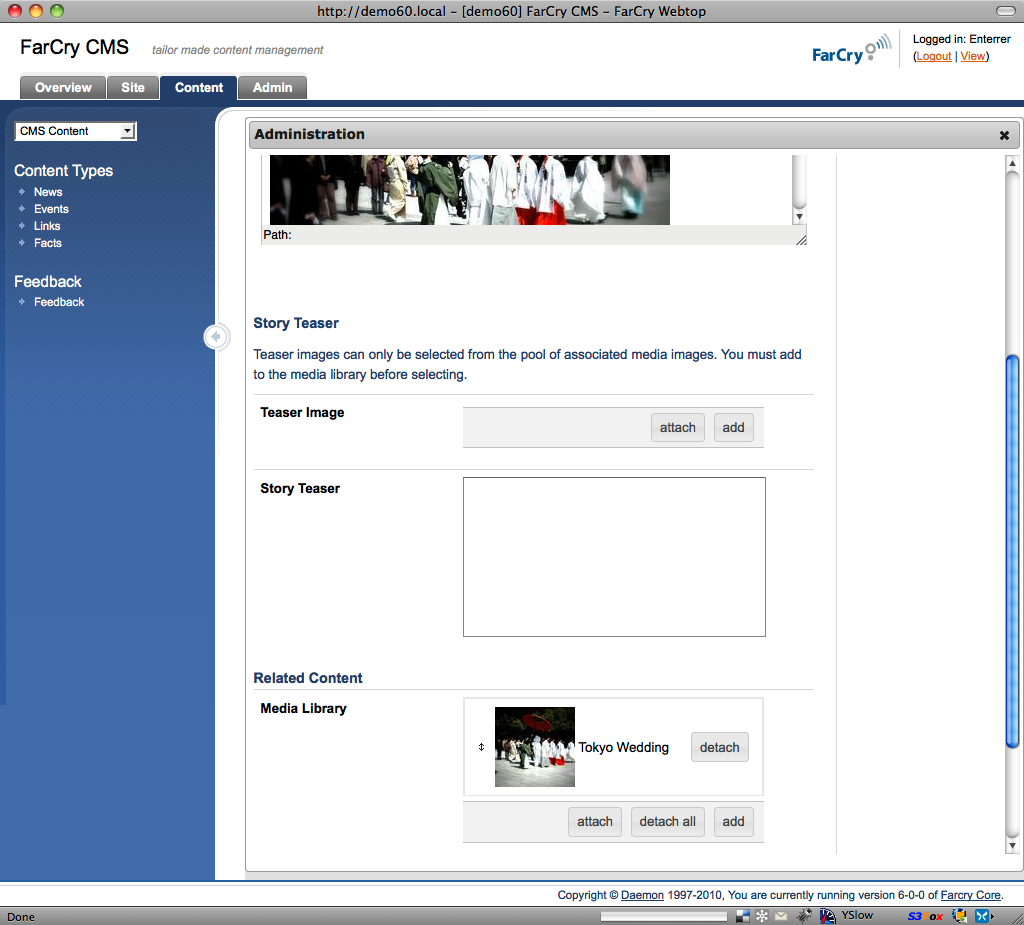 http://demo60.local – [demo60] FarCry CMS – FarCry Webtop
FarCry CMS tailor made content management
FarCry
Logged in: Enterrer
(Logout | View)
Overview Site Content Admin
CMS Content
Content Types
News
Events
Links
Facts
Feedback
Feedback
Administration
Path:
Story Teaser
Teaser images can only be selected from the pool of associated media images. You must add
to the media library before selecting.
Teaser Image attach add
Story Teaser
Related Content
Media Library
Tokyo Wedding detach
attach detach all add
Copyright © Daemon 1997-2010, You are currently running version 6-0-0 of Farcry Core.
Done YSlow S3Fox